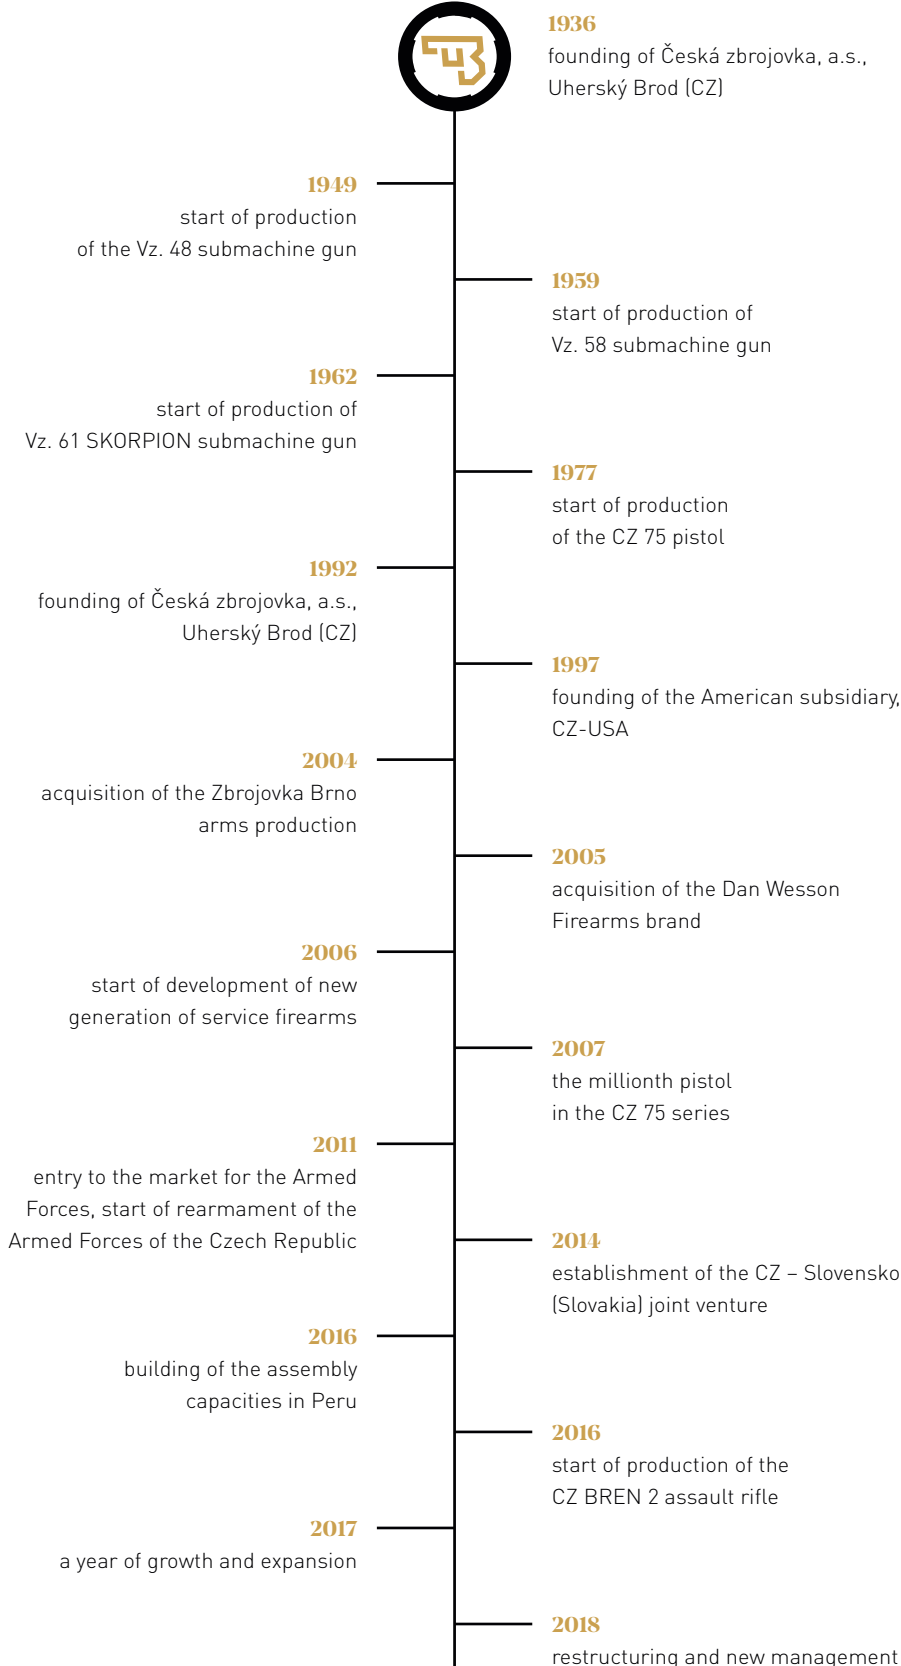 1936
founding of Česká zbrojovka, a.s.,
Uherský Brod (CZ)
1949
start of production
of the Vz. 48 submachine gun
1959
start of production of
Vz. 58 submachine gun
1962
start of production of
Vz. 61 SKORPION submachine gun
1977
start of production
of the CZ 75 pistol
1992
founding of Česká zbrojovka, a.s.,
Uherský Brod (CZ)
1997
founding of the American subsidiary,
CZ-USA
2004
acquisition of the Zbrojovka Brno
arms production
2005
acquisition of the Dan Wesson
Firearms brand
2006
start of development of new
generation of service firearms
2007
the millionth pistol
in the CZ 75 series
2011
entry to the market for the Armed
Forces, start of rearmament of the
Armed Forces of the Czech Republic
2014
establishment of the CZ – Slovensko
(Slovakia) joint venture
2016
building of the assembly
capacities in Peru
2016
start of production of the
CZ BREN 2 assault rifle
2017
a year of growth and expansion
2018
restructuring and new management